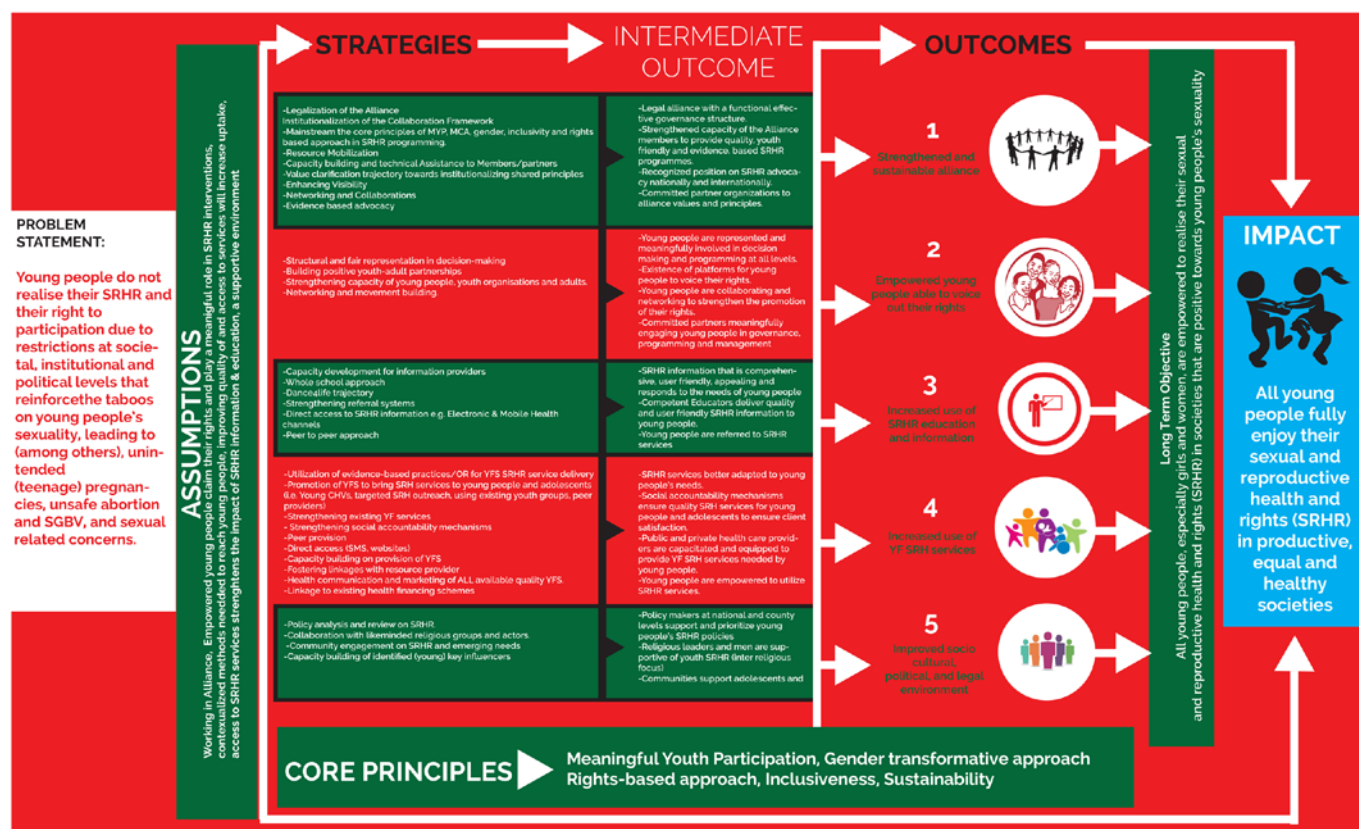 STRATEGIES
INTERMEDIATE
OUTCOME
OUTCOMES
PROBLEM
STATEMENT:
Young people do not
realise their SRHR and
their right to
participation due to
restrictions at socie-
tal, institutional and
political levels that
reinforcethe taboos
on young people's
sexuality, leading to
(among others), unin-
tended
(teenage) pregnan-
cies, unsafe abortion
and SGBV, and sexual
related concerns.
ASSUMPTIONS
Working in Alliance, Empowered young people claim their rights and play a meanigful role in SRHR interventions,
contexualized methods needded to reach young people, improving quality of and access to services will increase uptake,
access to SRHR services strenghtens the impact of SRHR information & education, a supportive environment
-Legalization of the Alliance
Institutionalization of the Collaboration Framework
-Mainstream the core principles of MYP, MCA, gender, inclusivity and rights
based approach in SRHR programming.
-Resource Mobilization
-Capacity building and technical Assistance to Members/partners
-Value clarification trajectory towards institutionalizing shared principles
-Enhancing Visibility
-Networking and Collaborations
-Evidence based advocacy
-Legal alliance with a functional effec-
tive governance structure.
-Strengthened capacity of the Alliance
members to provide quality, youth
friendly and evidence, based SRHR
programmes.
-Recognized position on SRHR advoca-
cy nationally and internationally.
-Committed partner organizations to
alliance values and principles.
1
Strengthened and
sustainable alliance
-Structural and fair representation in decision-making
-Building positive youth-adult partnerships
-Strengthening capacity of young people, youth organisations and adults.
-Networking and movement building.
-Young people are represented and
meaningfully involved in decision
making and programming at all levels.
-Existence of platforms for young
people to voice their rights.
-Young people are collaborating and
networking to strengthen the promotion
of their rights.
-Committed partners meaningfully
engaging young people in governance,
programming and management
2
Empowered young
people able to voice
out their rights
-Capacity development for information providers
-Whole school approach
-Dance4life trajectory
-Strengthening referral systems
-Direct access to SRHR information e.g. Electronic & Mobile Health
channels
-Peer to peer approach
-SRHR information that is comprehen-
sive, user friendly, appealing and
responds to the needs of young people
-Competent Educators deliver quality
and user friendly SRHR information to
young people.
-Young people are referred to SRHR
services
3
Increased use of
SRHR education
and information
-Utilization of evidence-based practices/OR for YFS SRHR service delivery
-Promotion of YFS to bring SRH services to young people and adolescents
(i.e. Young CHVs, targeted SRH outreach, using existing youth groups, peer
providers)
-Strengthening existing YF services
- Strengthening social accountability mechanisms
-Peer provision
-Direct access (SMS, websites)
-Capacity building on provision of YFS
-Fostering linkages with resource provider
-Health communication and marketing of ALL available quality YFS.
-Linkage to existing health financing schemes
-SRHR services better adapted to young
people's needs.
-Social accountability mechanisms
ensure quality SRH services for young
people and adolescents to ensure client
satisfaction.
-Public and private health care provid-
ers are capacitated and equipped to
provide YF SRH services needed by
young people.
-Young people are empowered to utilize
SRHR services.
4
Increased use of
YF SRH services
-Policy analysis and review on SRHR.
-Collaboration with likeminded religious groups and actors.
-Community engagement on SRHR and emerging needs
-Capacity building of identified (young) key influencers
-Policy makers at national and county
levels support and prioritize young
people's SRHR policies
-Religious leaders and men are sup-
portive of youth SRHR (inter religious
focus)
-Communities support adolescents and
5
Improved socio
cultural,
political, and legal
environment
Long Term Objective
All young people, especially girls and women, are empowered to realise their sexual
and reproductive health and rights (SRHR) in societies that are positive towards young people's sexuality
IMPACT
All young
people fully
enjoy their
sexual and
reproductive
health and
rights (SRHR)
in productive,
equal and
healthy
societies
CORE PRINCIPLES
Meaningful Youth Participation, Gender transformative approach
Rights-based approach, Inclusiveness, Sustainability